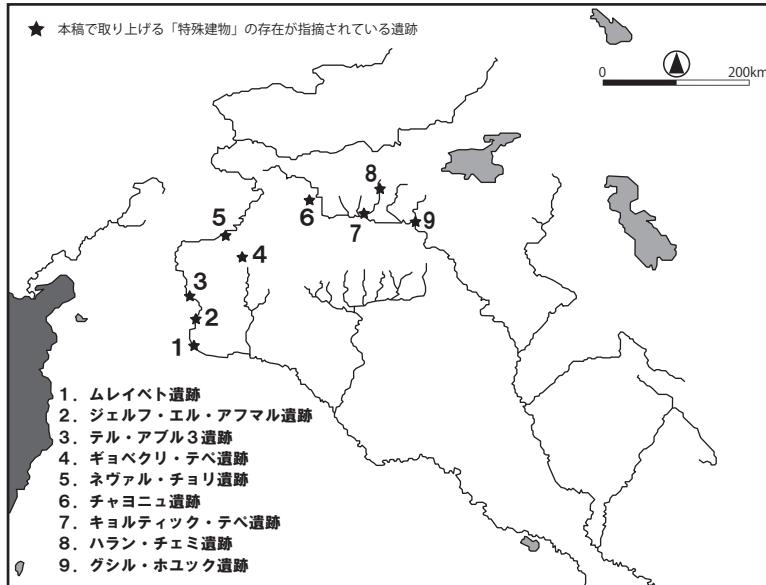 ★ 本稿で取り上げる「特殊建物」の存在が指摘されている遺跡
0 200km
8
6
7
9
5
4
3
2
1
1．ムレイベト遺跡
2．ジェルフ・エル・アフマル遺跡
3．テル・アブル3遺跡
4．ギョベクリ・テペ遺跡
5．ネヴァル・チョリ遺跡
6．チャヨニュ遺跡
7．キョルティック・テペ遺跡
8．ハラン・チェミ遺跡
9．グシル・ホユック遺跡